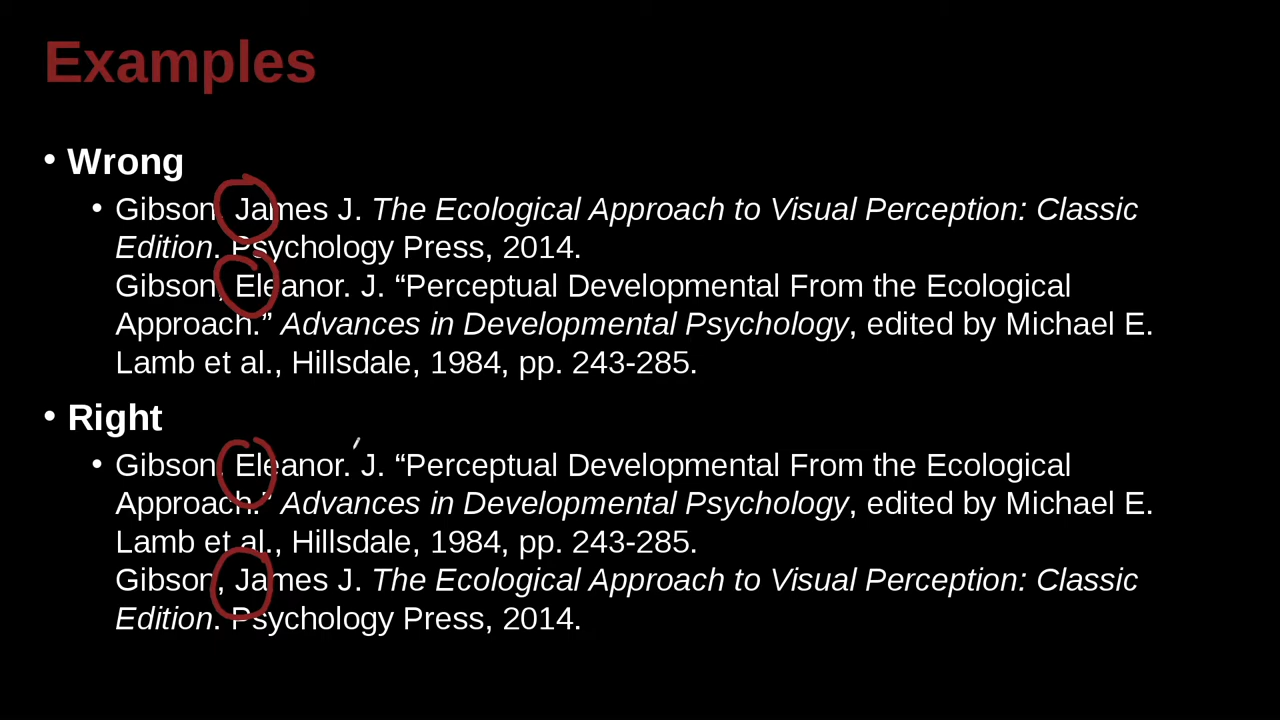 Examples
• Wrong
• Gibson, James J. The Ecological Approach to Visual Perception: Classic
Edition. Psychology Press, 2014.
Gibson, Eleanor. J. “Perceptual Developmental From the Ecological
Approach.” Advances in Developmental Psychology, edited by Michael E.
Lamb et al., Hillsdale, 1984, pp. 243-285.
• Right
• Gibson, Eleanor. J. “Perceptual Developmental From the Ecological
Approach.” Advances in Developmental Psychology, edited by Michael E.
Lamb et al., Hillsdale, 1984, pp. 243-285.
Gibson, James J. The Ecological Approach to Visual Perception: Classic
Edition. Psychology Press, 2014.